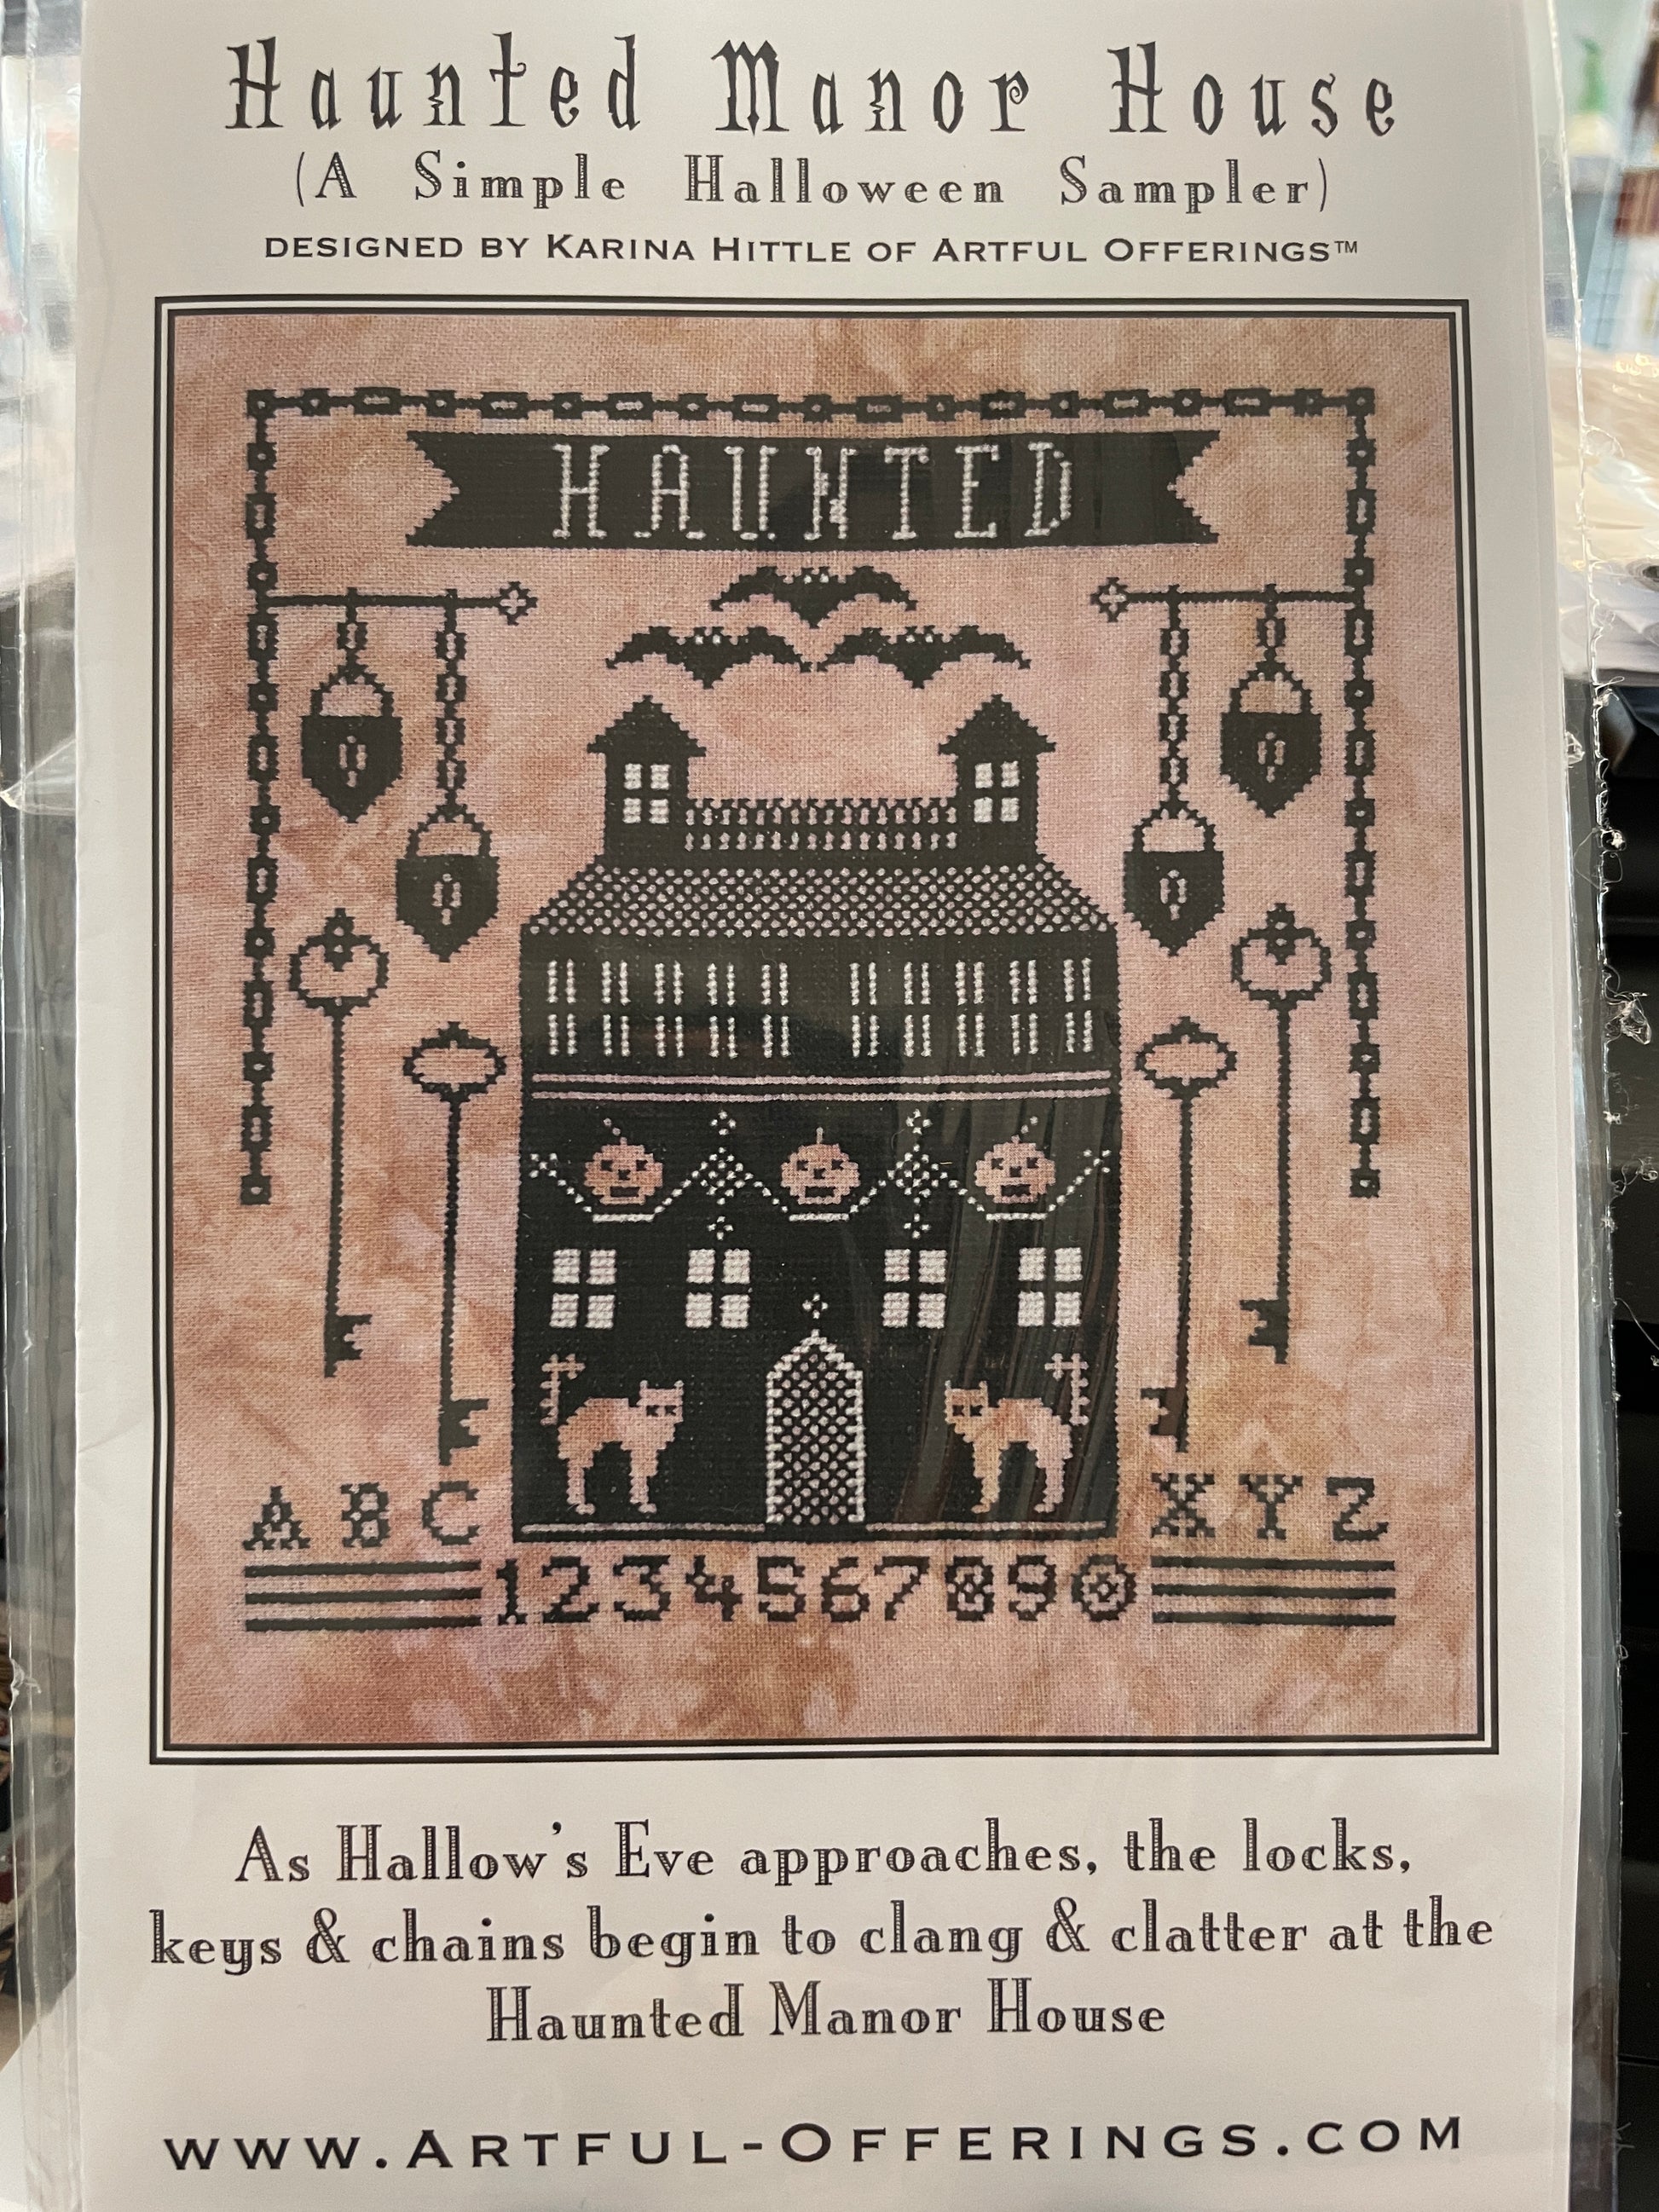 Haunted Manor House
(A Simple Halloween Sampler)
DESIGNED BY KARINA HITTLE OF ARTFUL OFFERINGS™
HAUNTED
ABC XYZ
1234567890
As Hallow's Eve approaches, the locks,
keys & chains begin to clang & clatter at the
Haunted Manor House
WWW.ARTFUL-OFFERINGS.COM